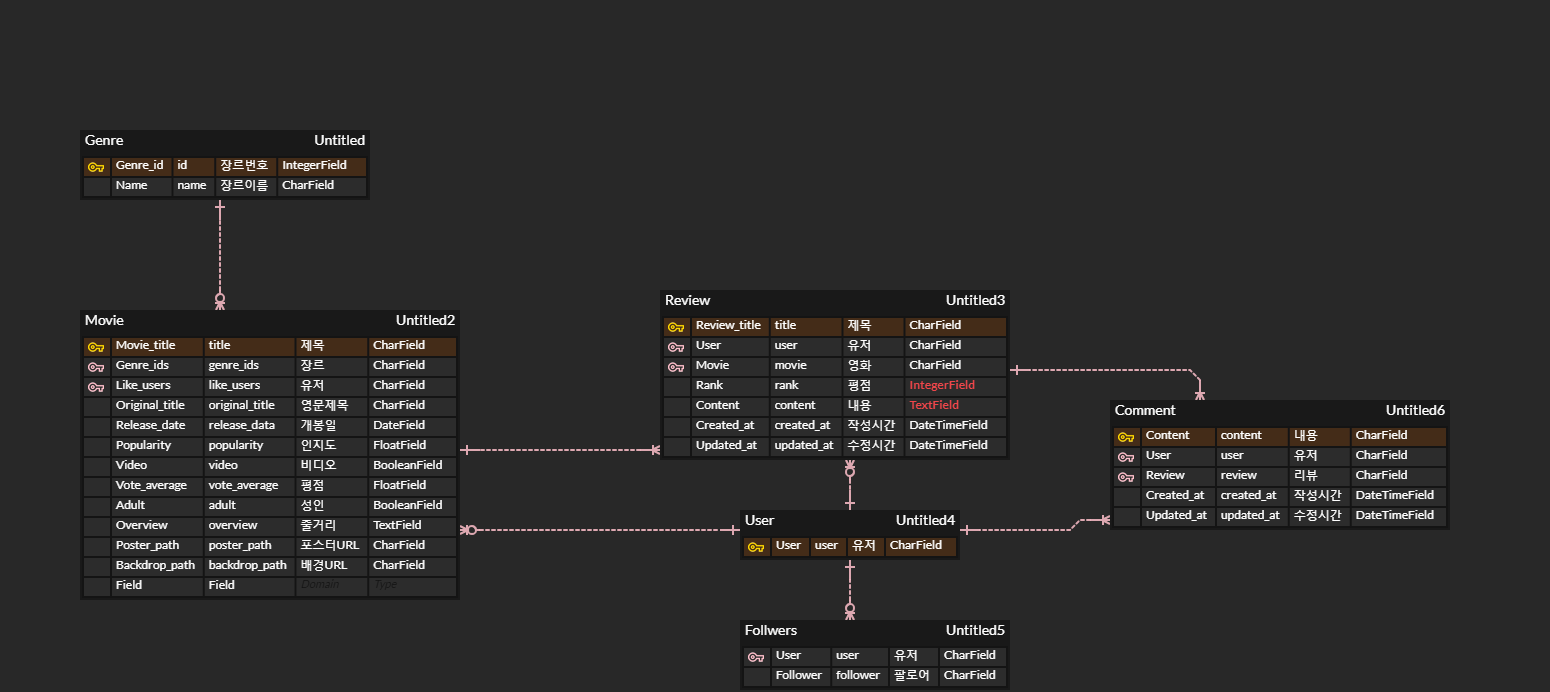 Genre Untitled
Genre_id id 장르번호 IntegerField
Name name 장르이름 CharField
Movie Untitled2
Movie_title title 제목 CharField
Genre_ids genre_ids 장르 CharField
Like_users like_users 유저 CharField
Original_title original_title 영문제목 CharField
Release_date release_data 개봉일 DateField
Popularity popularity 인지도 FloatField
Video video 비디오 BooleanField
Vote_average vote_average 평점 FloatField
Adult adult 성인 BooleanField
Overview overview 줄거리 TextField
Poster_path poster_path 포스터URL CharField
Backdrop_path backdrop_path 배경URL CharField
Field Field Domain Type
Review Untitled3
Review_title title 제목 CharField
User user 유저 CharField
Movie movie 영화 CharField
Rank rank 평점 IntegerField
Content content 내용 TextField
Created_at created_at 작성시간 DateTimeField
Updated_at updated_at 수정시간 DateTimeField
User Untitled4
User user 유저 CharField
Follwers Untitled5
User user 유저 CharField
Follower follower 팔로어 CharField
Comment Untitled6
Content content 내용 CharField
User user 유저 CharField
Review review 리뷰 CharField
Created_at created_at 작성시간 DateTimeField
Updated_at updated_at 수정시간 DateTimeField